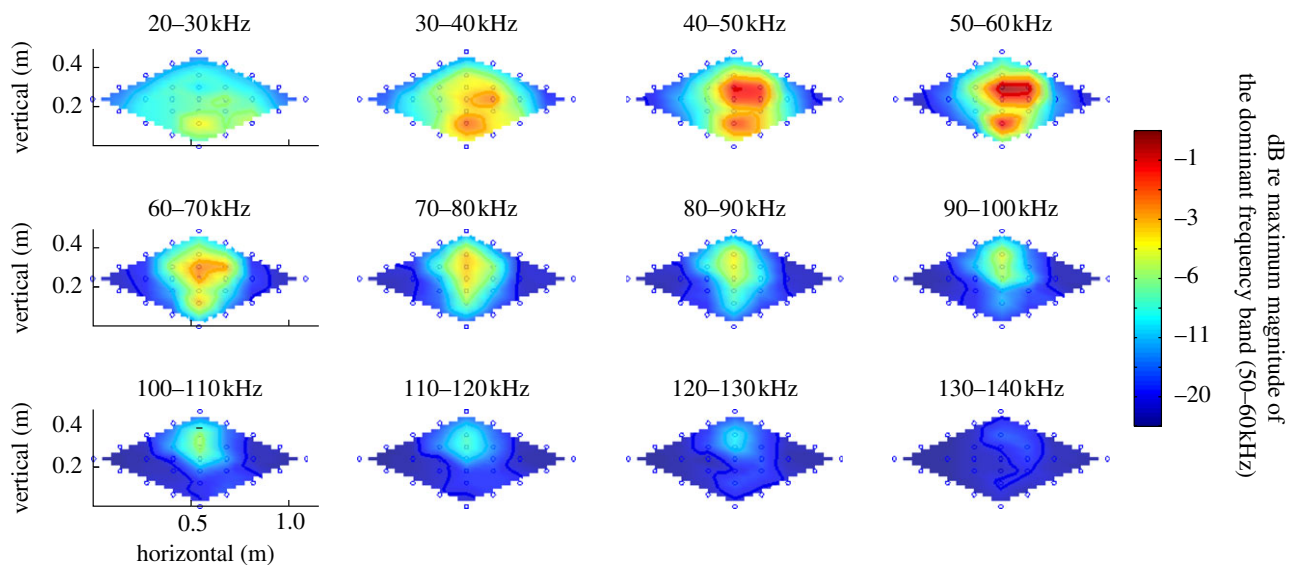 20–30 kHz
30–40 kHz
40–50 kHz
50–60 kHz
vertical (m)
0.4
0.2
60–70 kHz
70–80 kHz
80–90 kHz
90–100 kHz
vertical (m)
0.4
0.2
100–110 kHz
110–120 kHz
120–130 kHz
130–140 kHz
vertical (m)
0.4
0.2
0.5
1.0
horizontal (m)
–1
–3
–6
–11
–20
dB re maximum magnitude of
the dominant frequency band (50–60 kHz)